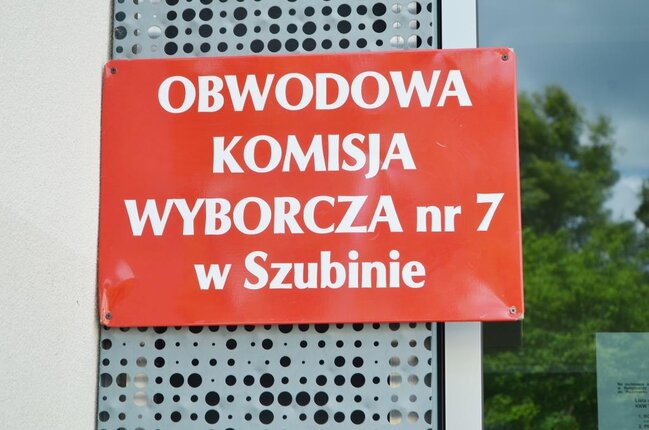 OBWODOWA
KOMISJA
WYBORCZA nr 7
w Szubinie